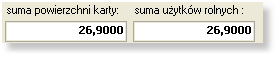 suma powierzchni karty: suma użytków rolnych :
26,9000 26,9000